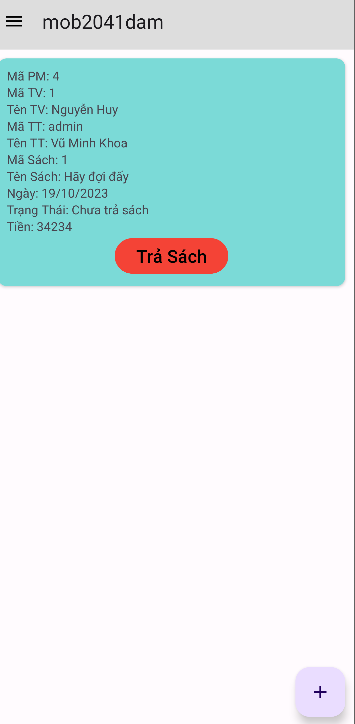 mob2041dam
Mã PM: 4
Mã TV: 1
Tên TV: Nguyễn Huy
Mã TT: admin
Tên TT: Vũ Minh Khoa
Mã Sách: 1
Tên Sách: Hãy đợi đấy
Ngày: 19/10/2023
Trạng Thái: Chưa trả sách
Tiền: 34234
Trả Sách
+